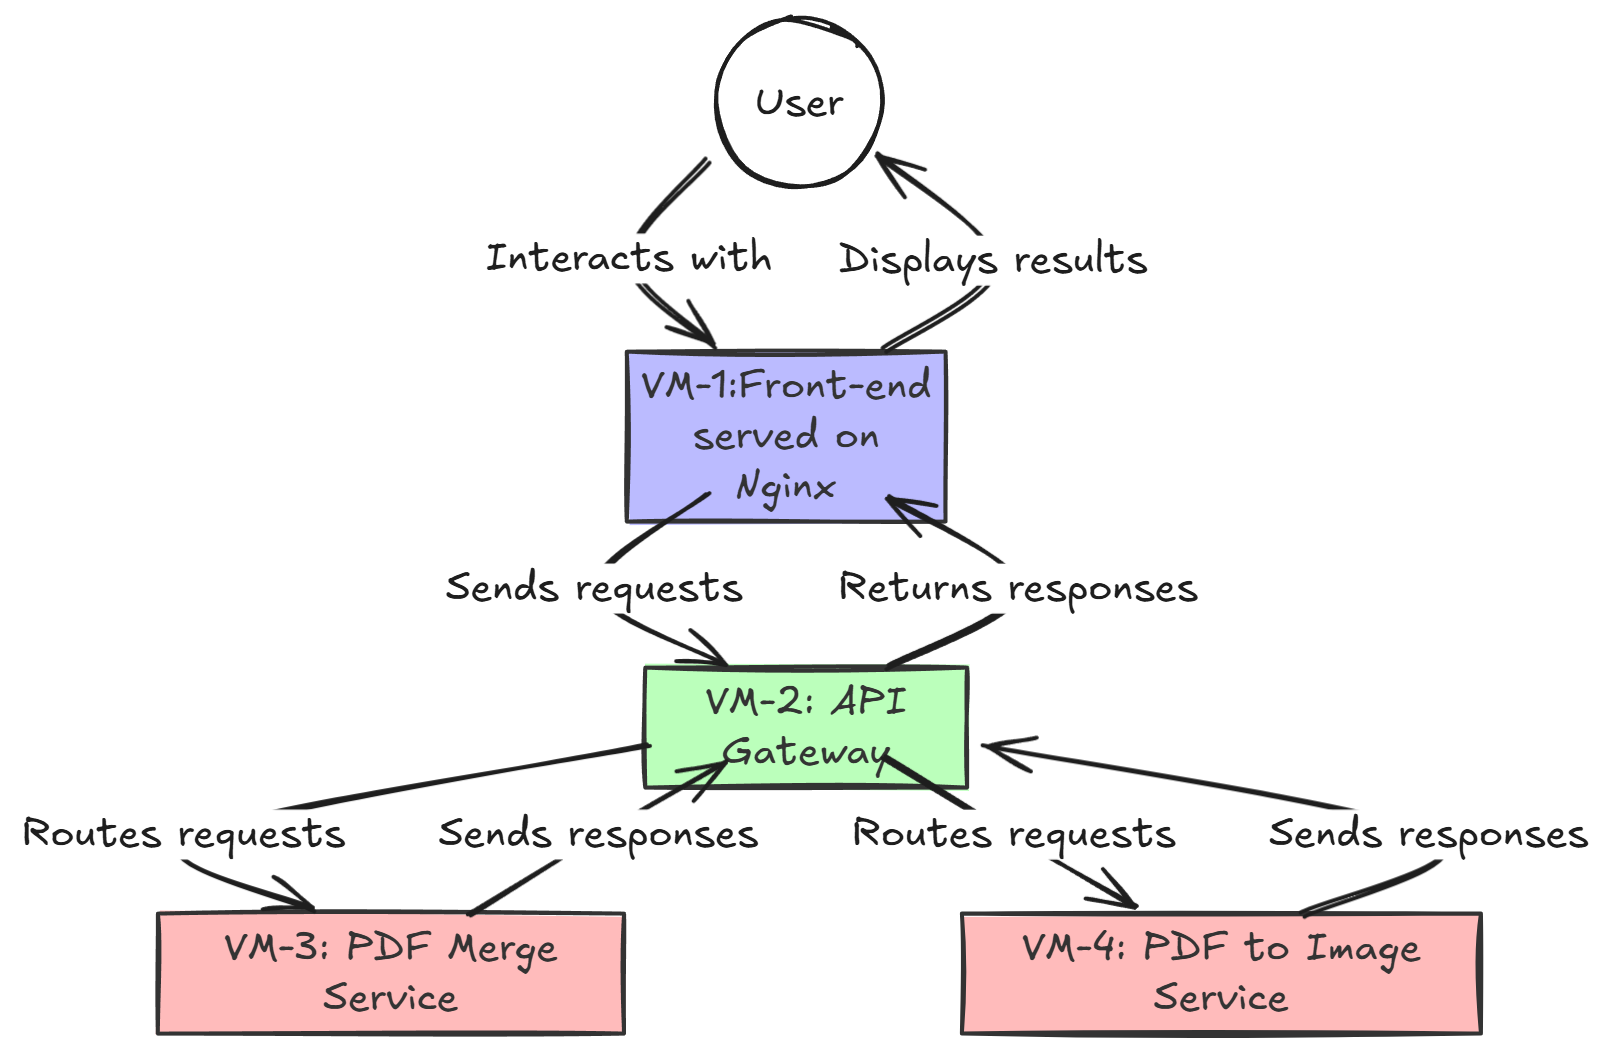 User
Interacts with
Displays results
VM-1:Front-end
served on
Nginx
Sends requests
Returns responses
VM-2: API
Gateway
Routes requests
Sends responses
Routes requests
Sends responses
VM-3: PDF Merge
Service
VM-4: PDF to Image
Service